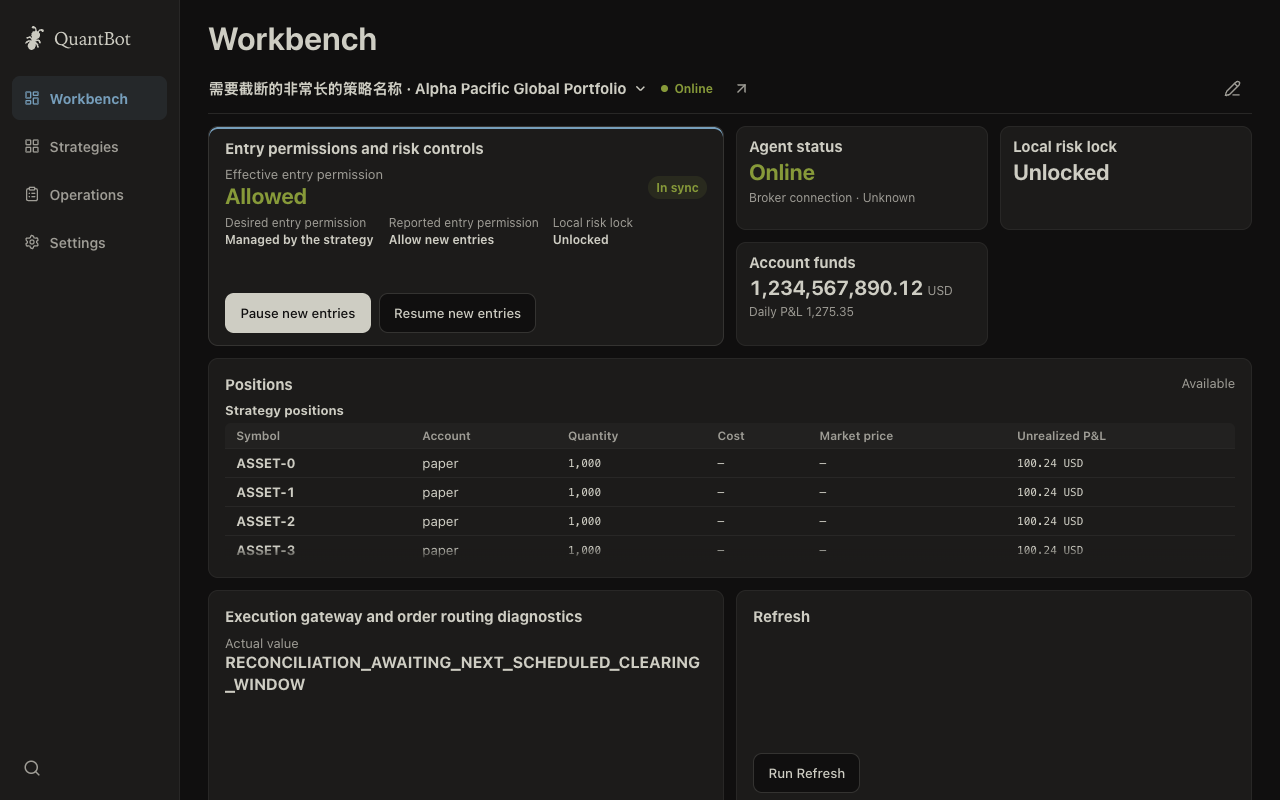 QuantBot
Workbench
Strategies
Operations
Settings
Workbench
需要截断的非常长的策略名称 · Alpha Pacific Global Portfolio
Online
Entry permissions and risk controls
Effective entry permission
Allowed
In sync
Desired entry permission
Managed by the strategy
Reported entry permission
Allow new entries
Local risk lock
Unlocked
Pause new entries
Resume new entries
Agent status
Online
Broker connection · Unknown
Local risk lock
Unlocked
Account funds
1,234,567,890.12 USD
Daily P&L 1,275.35
Positions
Available
Strategy positions
Symbol Account Quantity Cost Market price Unrealized P&L
ASSET-0 paper 1,000 – – 100.24 USD
ASSET-1 paper 1,000 – – 100.24 USD
ASSET-2 paper 1,000 – – 100.24 USD
ASSET-3 paper 1,000 – – 100.24 USD
Execution gateway and order routing diagnostics
Actual value
RECONCILIATION_AWAITING_NEXT_SCHEDULED_CLEARING
_WINDOW
Refresh
Run Refresh